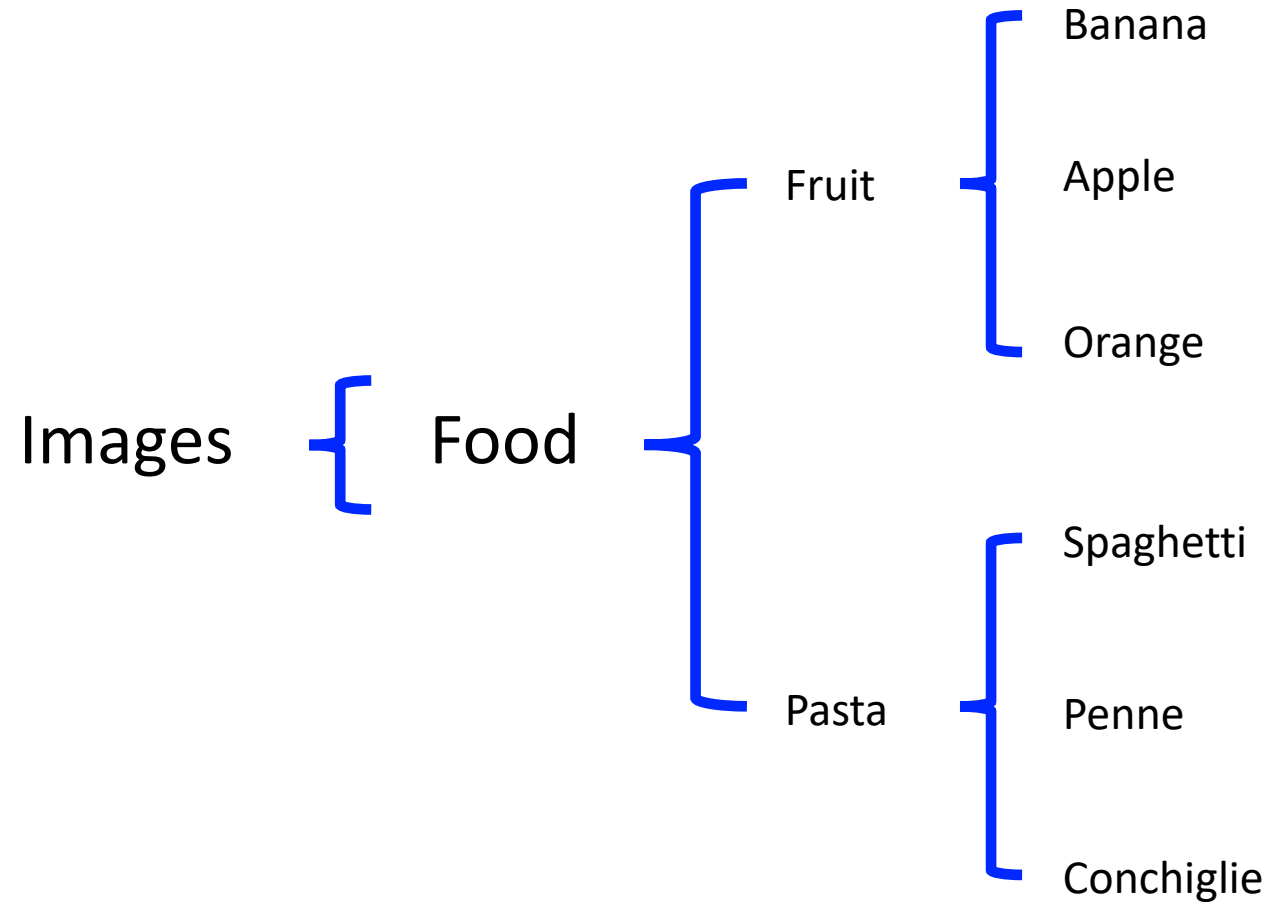 Images
Food
Fruit
Banana
Apple
Orange
Pasta
Spaghetti
Penne
Conchiglie